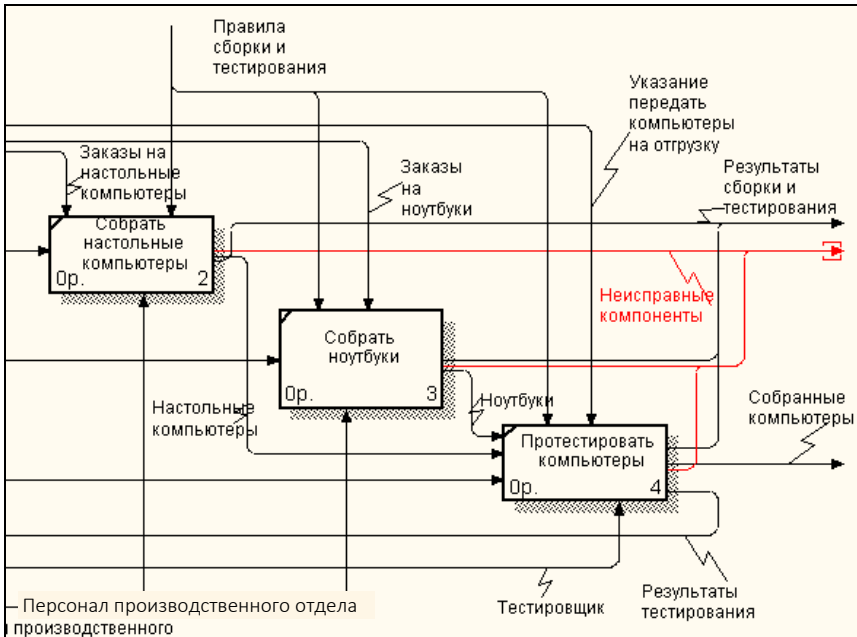 Правила
сборки и
тестирования
Указание
передать
компьютеры
на отгрузку
Заказы на
настольные
компьютеры
Заказы
на
ноутбуки
Результаты
сборки и
тестирования
Собрать
настольные
компьютеры
0р.
2
Неисправные
компоненты
Собрать
ноутбуки
0р.
3
Настольные
компьютеры
Ноутбуки
Собранные
компьютеры
Протестировать
компьютеры
0р.
4
Персонал производственного отдела
производственного
Тестировщик
Результаты
тестирования